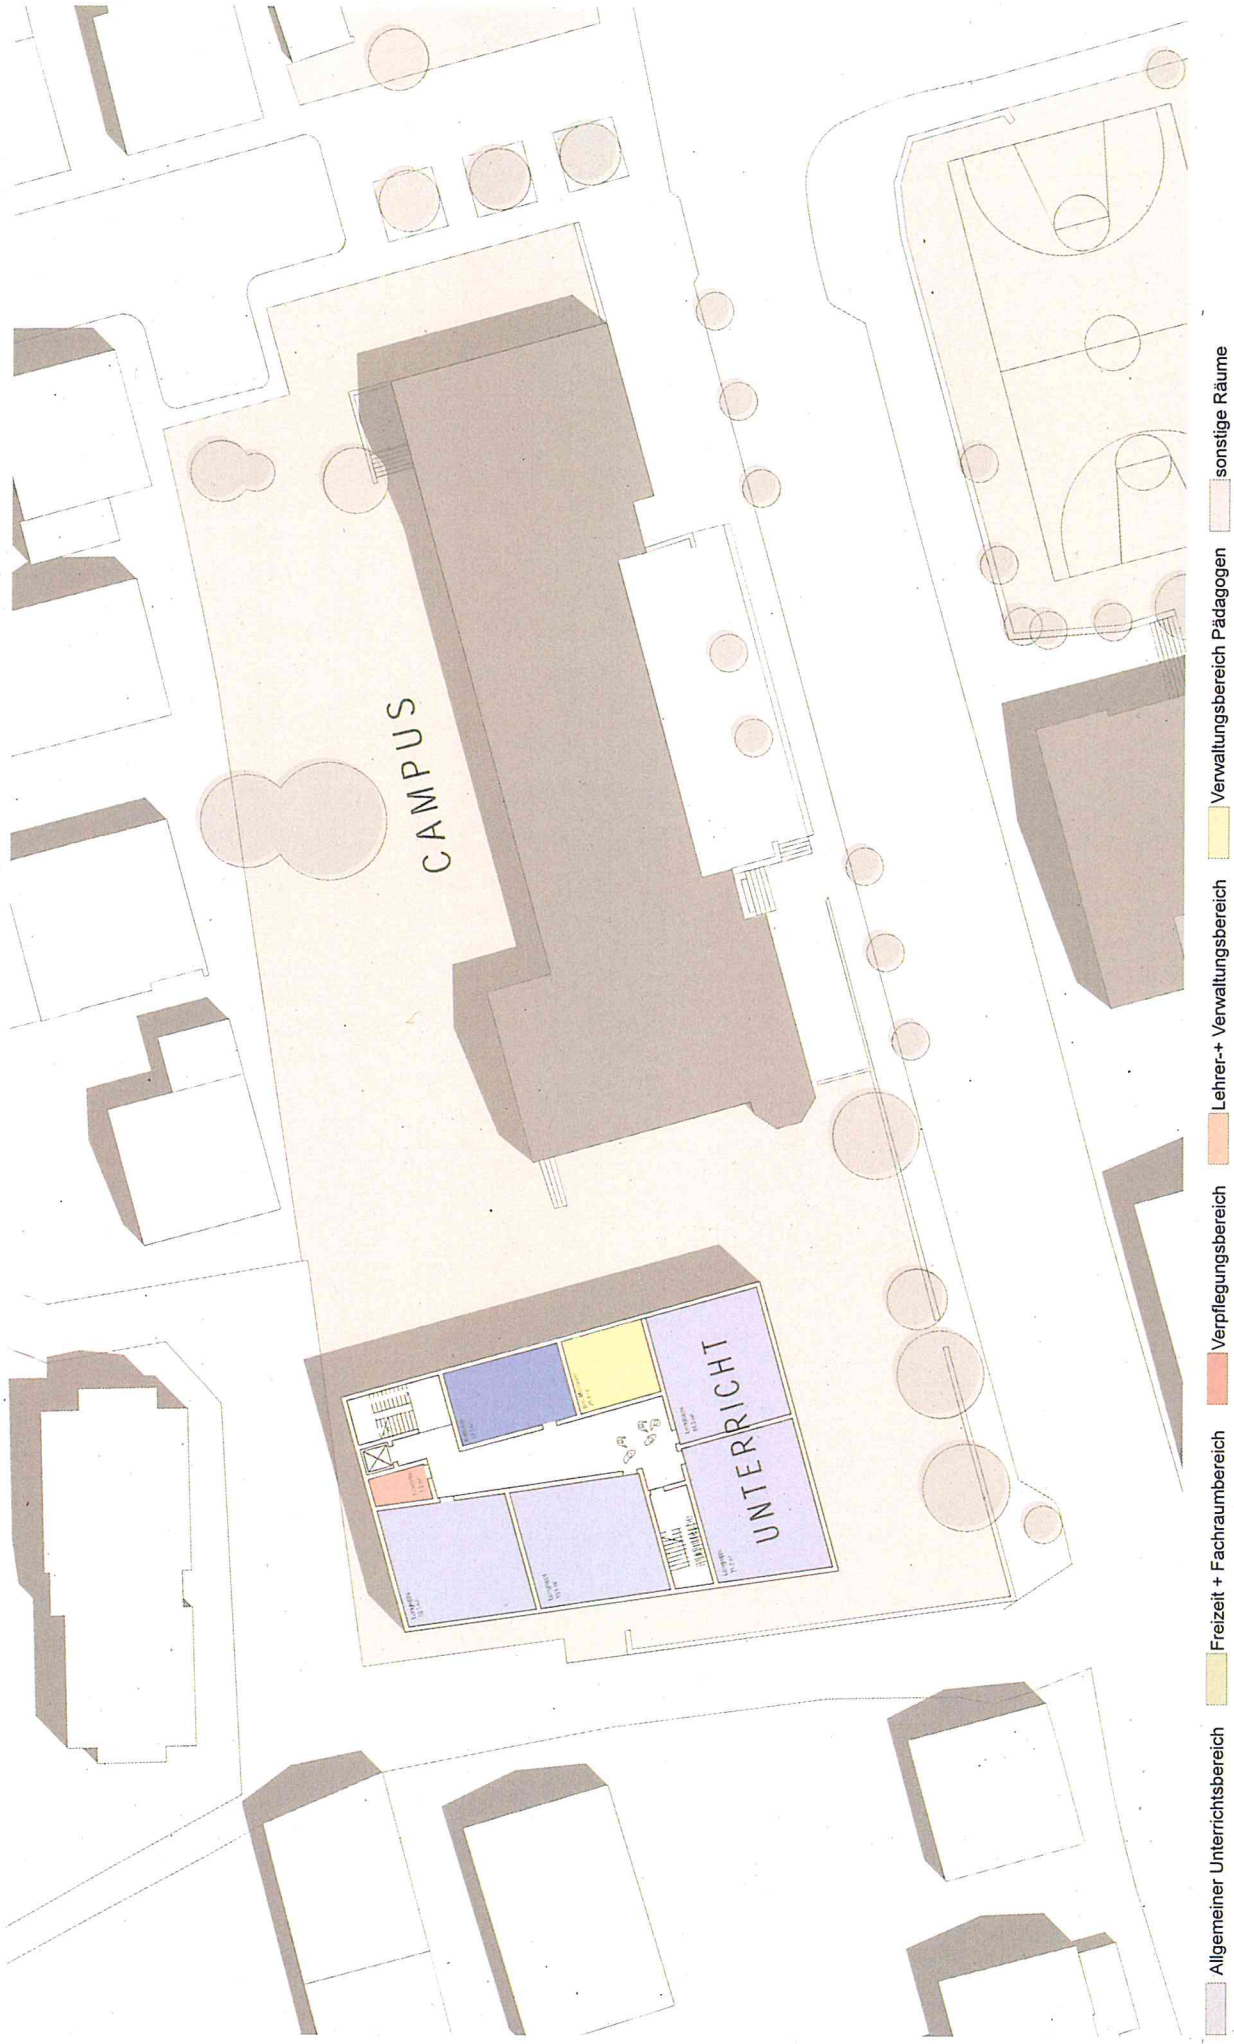 CAMPUS
UNTERRICHT
Allgemeiner Unterrichtsbereich
Freizeit + Fachraumbereich
Verpflegungsbereich
Lehrer-+ Verwaltungsbereich
Verwaltungsbereich Pädagogen
sonstige Räume